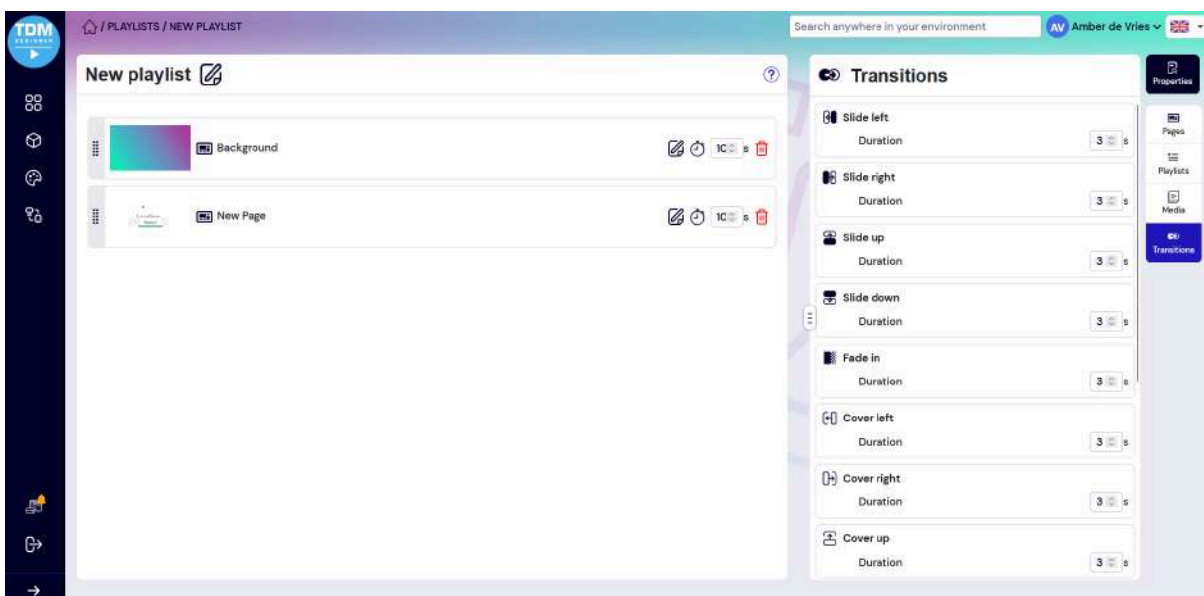 TDM
DESIGNER
/ PLAYLISTS / NEW PLAYLIST
Search anywhere in your environment
AV Amber de Vries
New playlist
?
Background
10 s
New Page
10 s
Transitions
Slide left
Duration 3 s
Slide right
Duration 3 s
Slide up
Duration 3 s
Slide down
Duration 3 s
Fade in
Duration 3 s
Cover left
Duration 3 s
Cover right
Duration 3 s
Cover up
Duration 3 s
Properties
Pages
Playlists
Media
Transitions